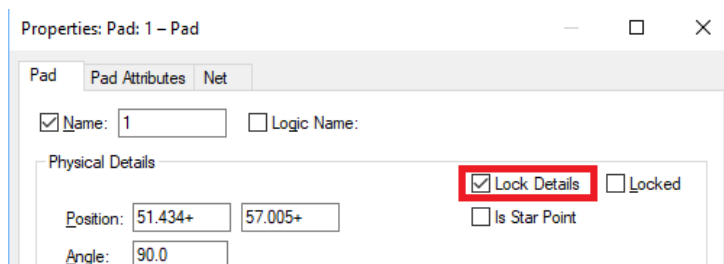 Properties: Pad: 1 – Pad
Pad Pad Attributes Net
Name: 1 Logic Name:
Physical Details
Lock Details Locked
Position: 51.434+ 57.005+ Is Star Point
Angle: 90.0